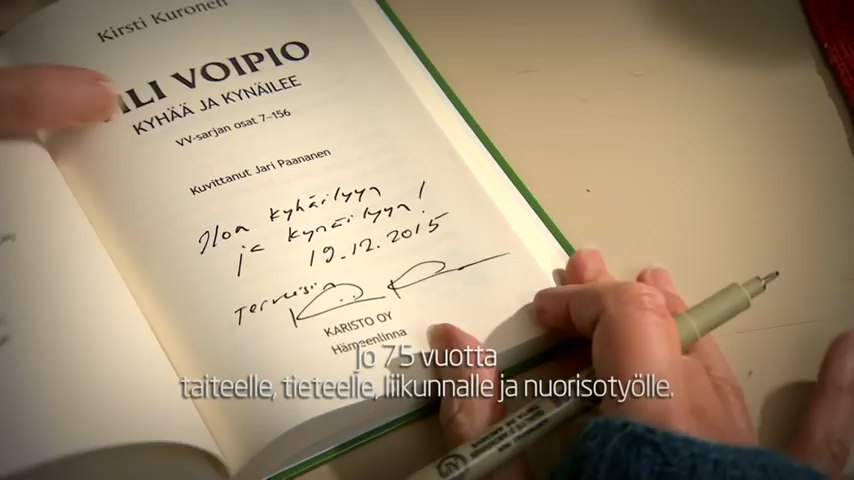 Kirsti Kuronen
VOIPIO
KYHÄÄ JA KYNÄILEE
VV-sarjan osat 7–156
Kuvittanut Jari Paananen
Iloa kyhäilyyn
ja kynäilyyn!
19.12.2015
Terveisin
KARISTO OY
Hämeenlinna
Jo 75 vuotta
taiteelle, tieteelle, liikunnalle ja nuorisotyölle.